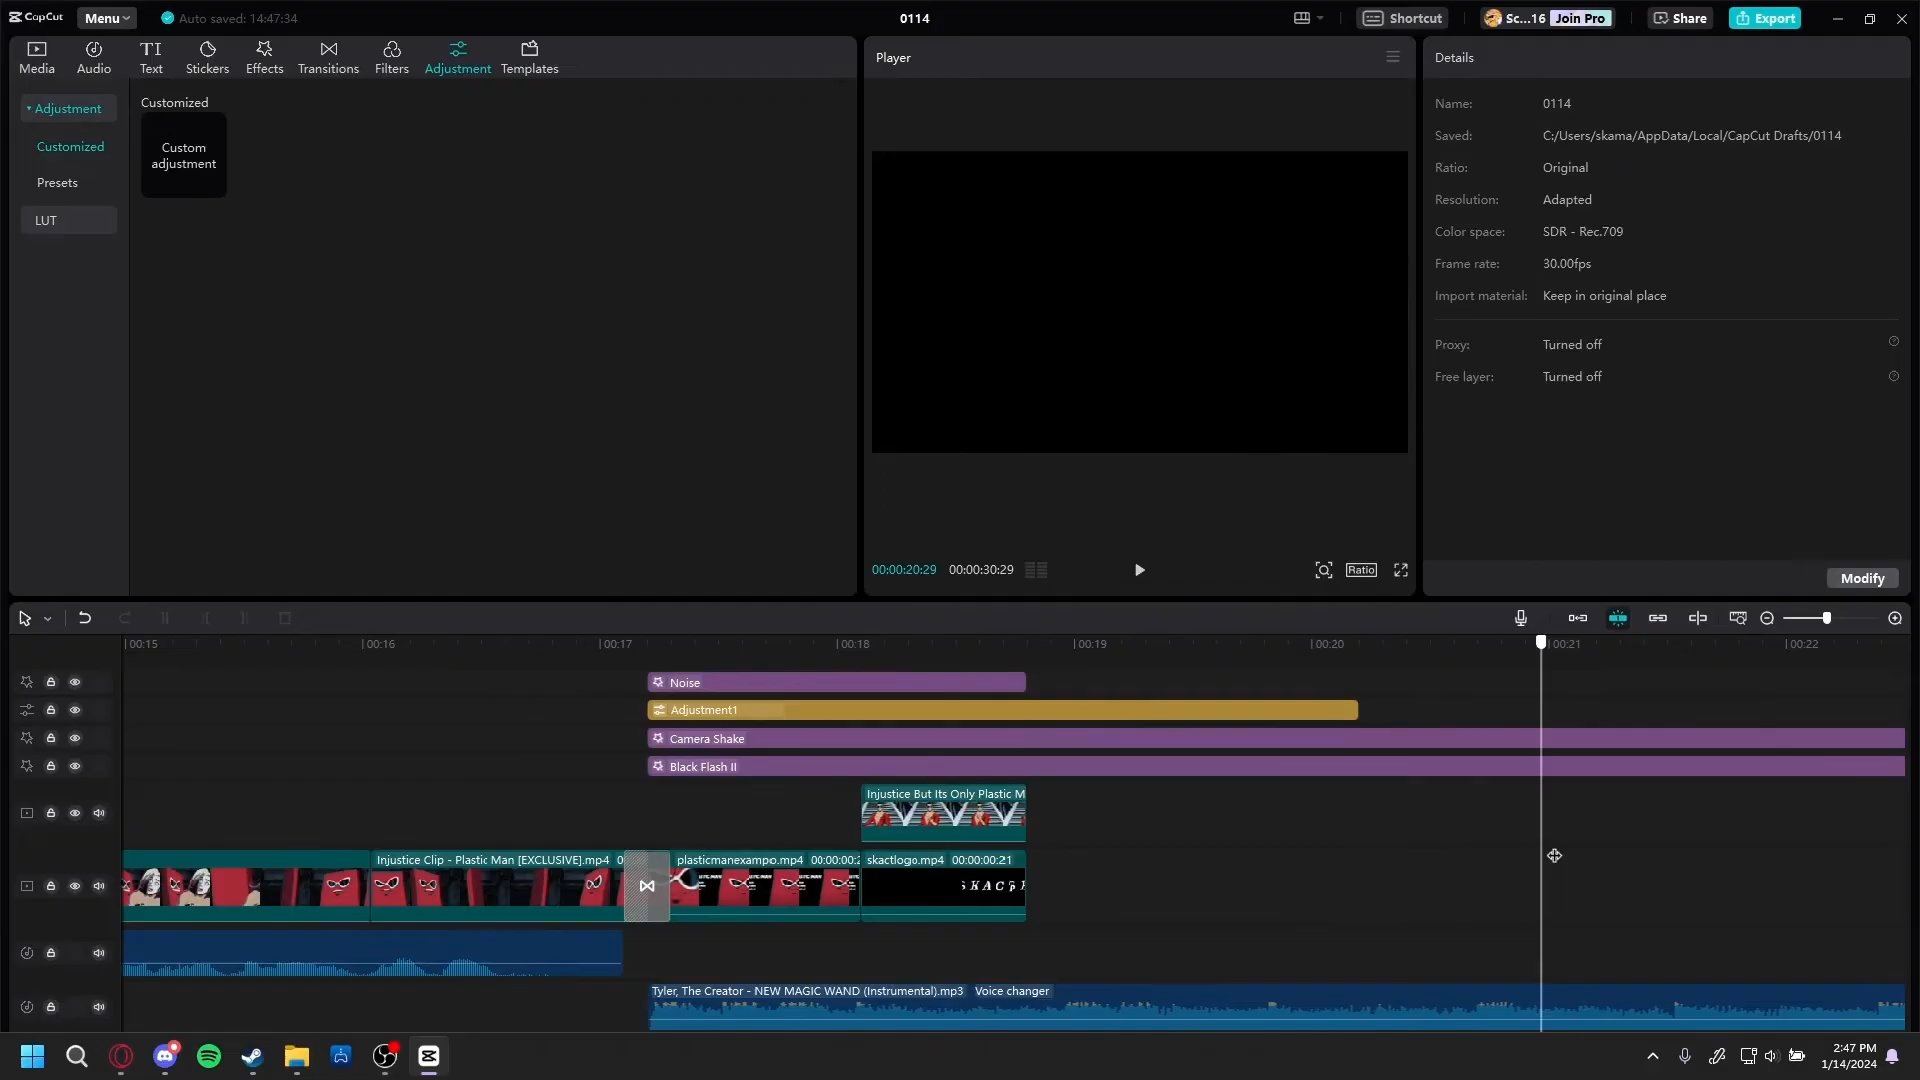 CapCut
Menu
Auto saved: 14:47:34
0114
Shortcut
Sc...16
Join Pro
Share
Export
Media
Audio
TI
Text
Stickers
Effects
Transitions
Filters
Adjustment
Templates
Adjustment
Customized
Presets
LUT
Customized
Custom
adjustment
Player
00:00:20:29
00:00:30:29
Ratio
Details
Name: 0114
Saved: C:/Users/skama/AppData/Local/CapCut Drafts/0114
Ratio: Original
Resolution: Adapted
Color space: SDR - Rec.709
Frame rate: 30.00fps
Import material: Keep in original place
Proxy: Turned off
Free layer: Turned off
Modify
00:15
00:16
00:17
00:18
00:19
00:20
00:21
00:22
Noise
Adjustment1
Camera Shake
Black Flash II
Injustice But Its Only Plastic M
Injustice Clip - Plastic Man [EXCLUSIVE].mp4 0
plasticmanexampo.mp4 00:00:00:2
skactlogo.mp4 00:00:00:21
Tyler, The Creator - NEW MAGIC WAND (Instrumental).mp3 Voice changer
2:47 PM
1/14/2024